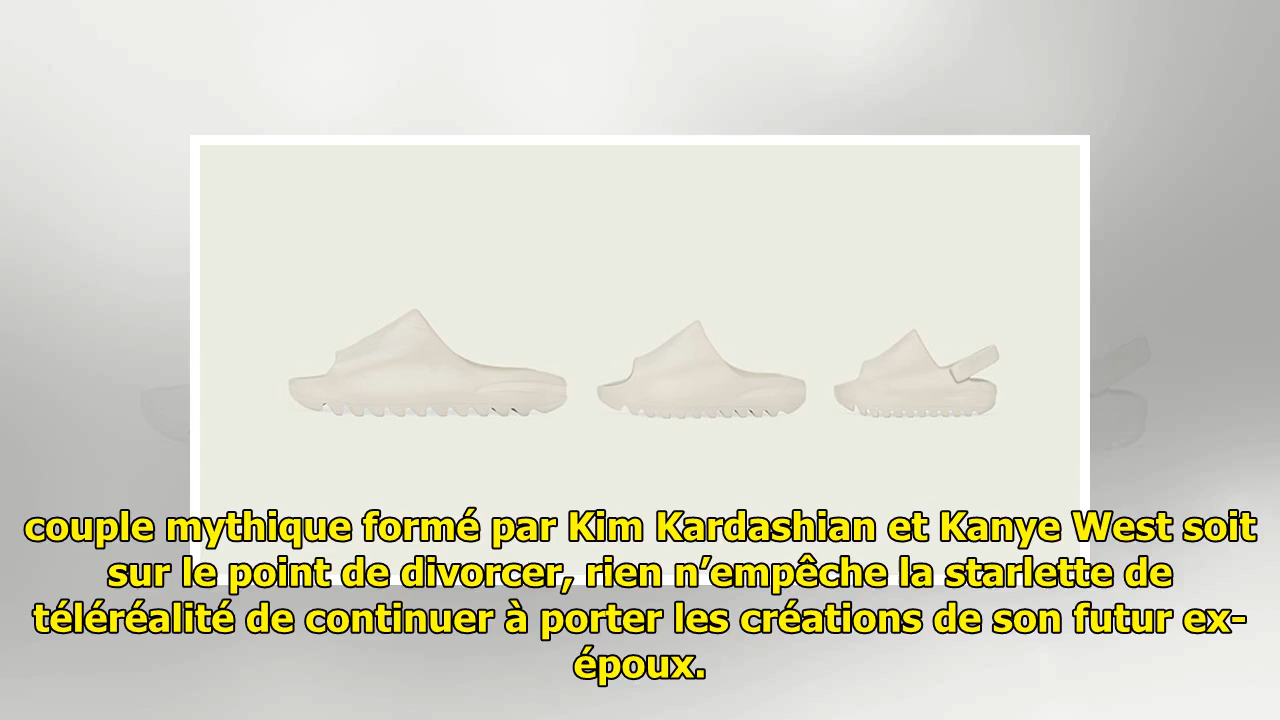 couple mythique formé par Kim Kardashian et Kanye West soit
sur le point de divorcer, rien n’empêche la starlette de
téléréalité de continuer à porter les créations de son futur ex-
époux.